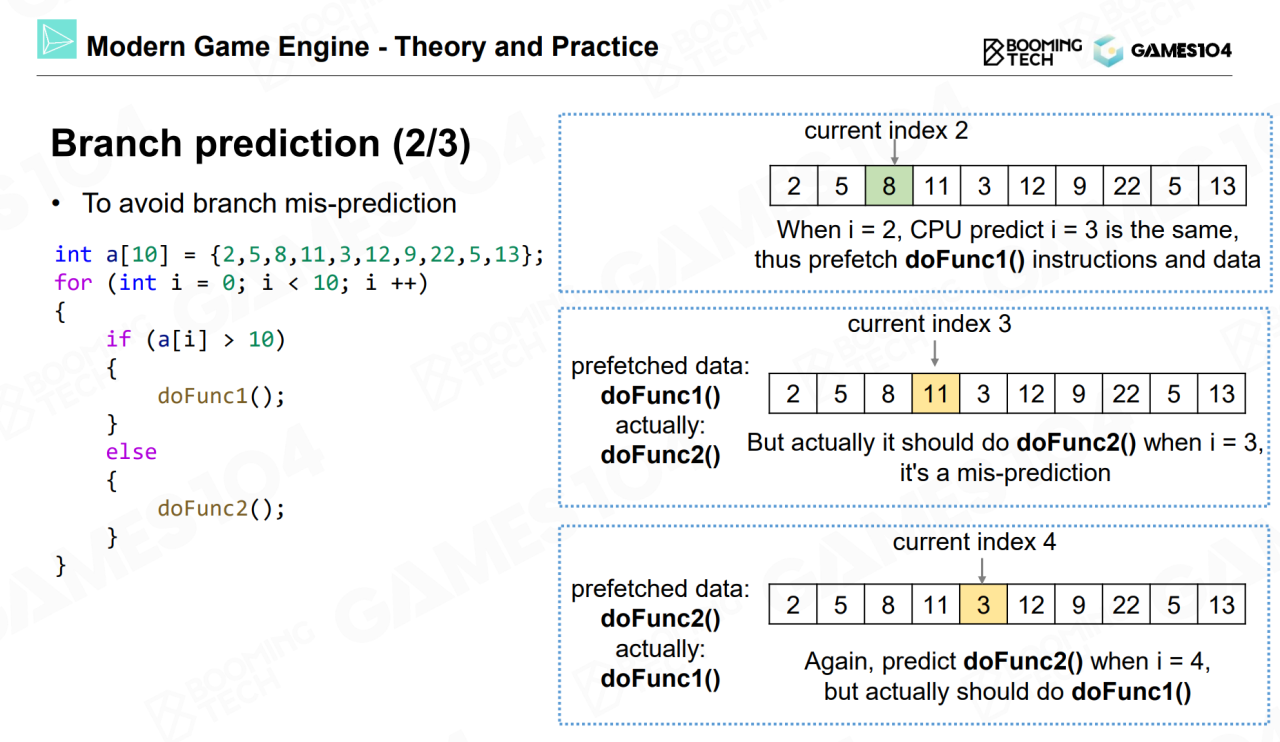 Modern Game Engine - Theory and Practice
BOOMING
TECH
GAMES104
Branch prediction (2/3)
• To avoid branch mis-prediction
int a[10] = {2,5,8,11,3,12,9,22,5,13};
for (int i = 0; i < 10; i ++)
{
if (a[i] > 10)
{
doFunc1();
}
else
{
doFunc2();
}
}
current index 2
2 5 8 11 3 12 9 22 5 13
When i = 2, CPU predict i = 3 is the same,
thus prefetch doFunc1() instructions and data
current index 3
prefetched data:
doFunc1()
actually:
doFunc2()
2 5 8 11 3 12 9 22 5 13
But actually it should do doFunc2() when i = 3,
it's a mis-prediction
current index 4
prefetched data:
doFunc2()
actually:
doFunc1()
2 5 8 11 3 12 9 22 5 13
Again, predict doFunc2() when i = 4,
but actually should do doFunc1()